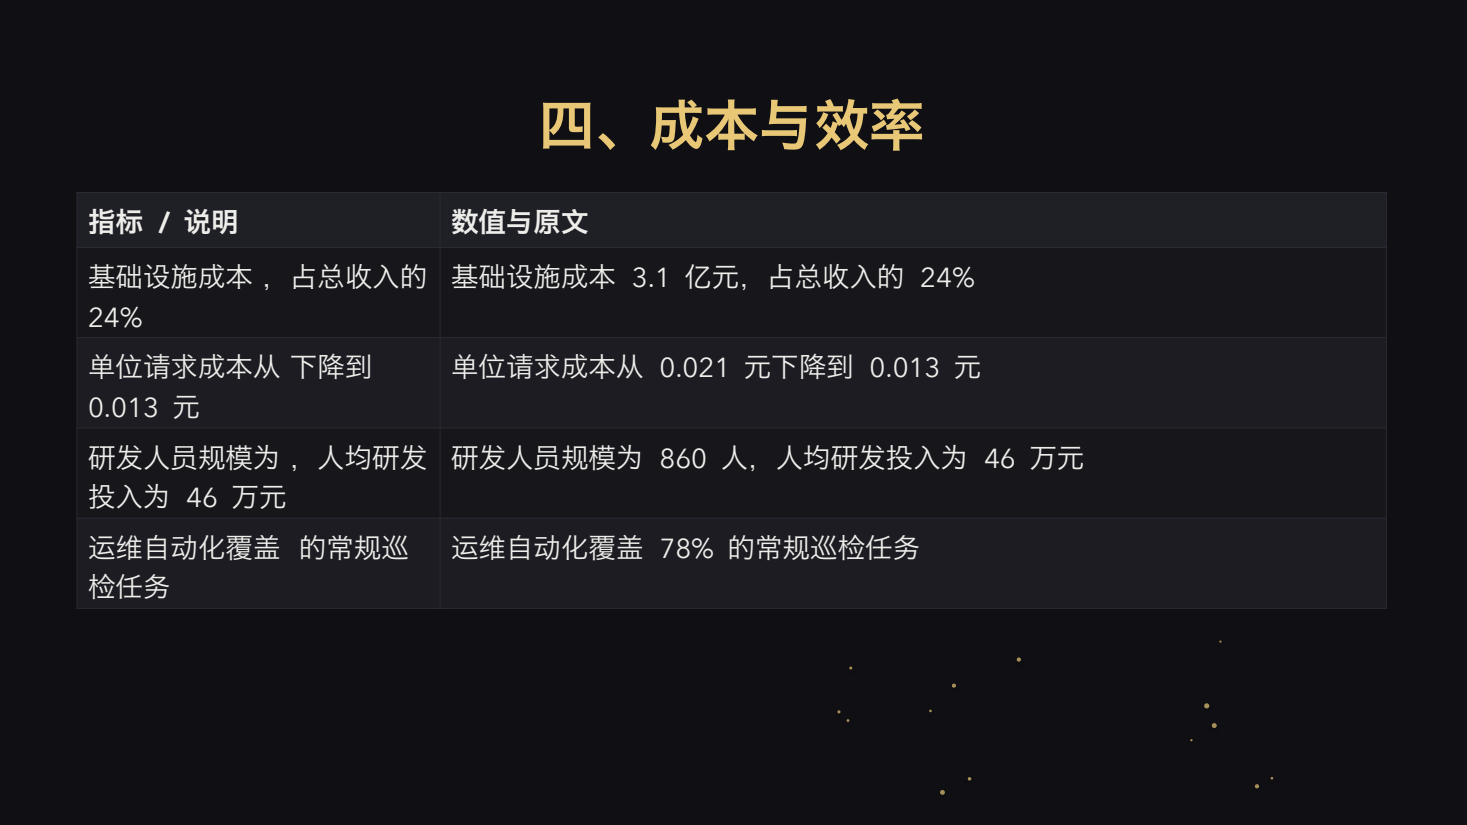 四、成本与效率
指标 / 说明
数值与原文
基础设施成本 ，占总收入的
24%
基础设施成本 3.1 亿元，占总收入的 24%
单位请求成本从 下降到
0.013 元
单位请求成本从 0.021 元下降到 0.013 元
研发人员规模为 ，人均研发
投入为 46 万元
研发人员规模为 860 人，人均研发投入为 46 万元
运维自动化覆盖 的常规巡
检任务
运维自动化覆盖 78% 的常规巡检任务